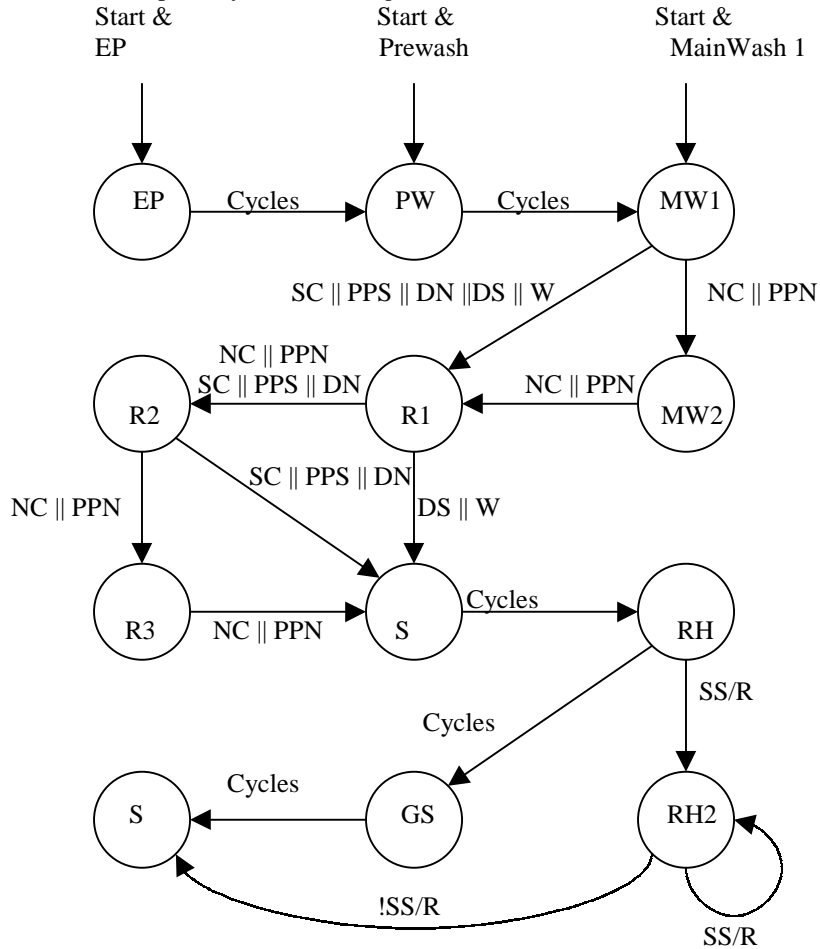 Start &
EP
Start &
Prewash
Start &
MainWash 1
EP
Cycles
PW
Cycles
MW1
SC || PPS || DN ||DS || W
NC || PPN
NC || PPN
SC || PPS || DN
NC || PPN
R2
R1
MW2
SC || PPS || DN
NC || PPN
DS || W
Cycles
R3
NC || PPN
S
RH
SS/R
Cycles
Cycles
S
GS
RH2
!SS/R
SS/R